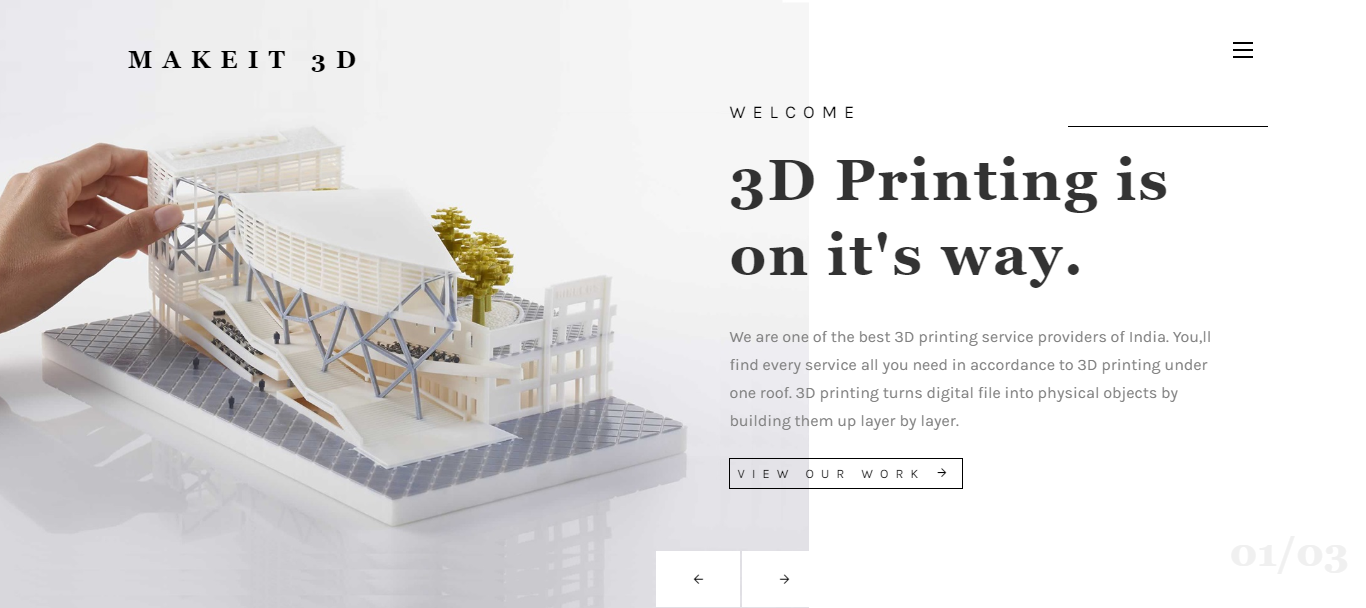 MAKEIT 3D
WELCOME
3D Printing is
on it's way.
We are one of the best 3D printing service providers of India. You,ll
find every service all you need in accordance to 3D printing under
one roof. 3D printing turns digital file into physical objects by
building them up layer by layer.
VIEW OUR WORK →
← →
01/03